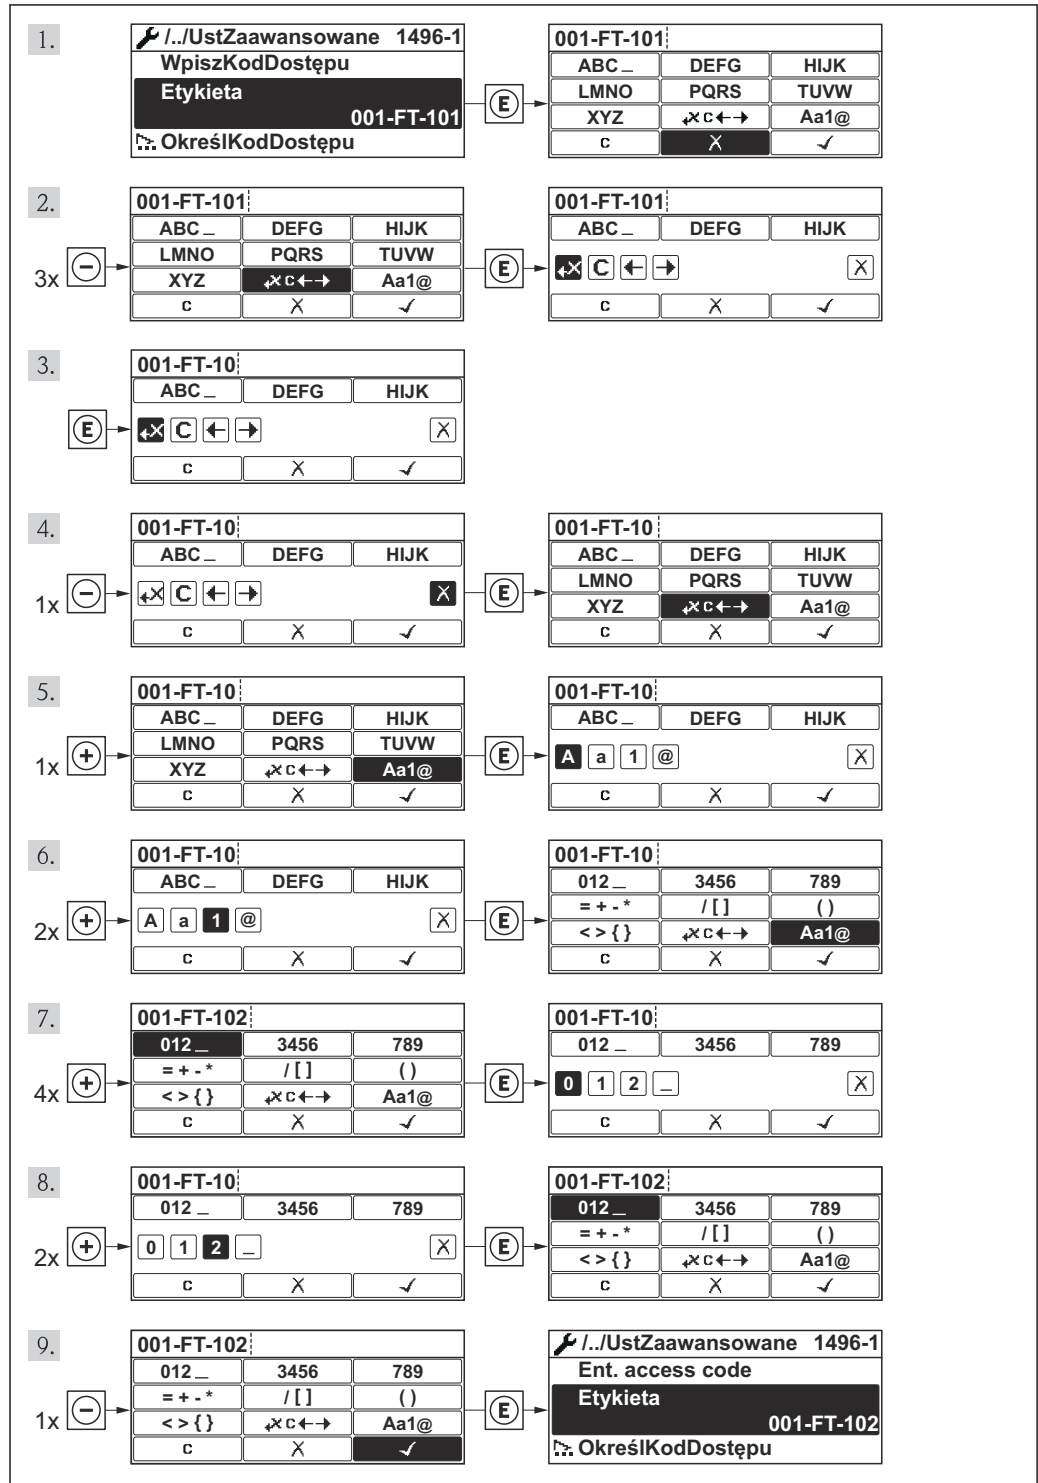 1.
/../UstZaawansowane 1496-1
WpiszKodDostępu
Etykieta
001-FT-101
OkreślKodDostępu
E
001-FT-101
ABC_ DEFG HIJK
LMNO PQRS TUVW
XYZ C Aa1@
C X ✓
2.
3x −
001-FT-101
ABC_ DEFG HIJK
LMNO PQRS TUVW
XYZ C Aa1@
C X ✓
E
001-FT-101
ABC_ DEFG HIJK
X C ← → X
C X ✓
3.
E
001-FT-10
ABC_ DEFG HIJK
X C ← → X
C X ✓
4.
1x −
001-FT-10
ABC_ DEFG HIJK
X C ← → X
C X ✓
E
001-FT-10
ABC_ DEFG HIJK
LMNO PQRS TUVW
XYZ C Aa1@
C X ✓
5.
1x +
001-FT-10
ABC_ DEFG HIJK
LMNO PQRS TUVW
XYZ C Aa1@
C X ✓
E
001-FT-10
ABC_ DEFG HIJK
A a 1 @ X
C X ✓
6.
2x +
001-FT-10
ABC_ DEFG HIJK
A a 1 @ X
C X ✓
E
001-FT-10
012_ 3456 789
=+-* /[] ()
<>{} C Aa1@
C X ✓
7.
4x +
001-FT-102
012_ 3456 789
=+-* /[] ()
<>{} C Aa1@
C X ✓
E
001-FT-10
012_ 3456 789
0 1 2 _ X
C X ✓
8.
2x +
001-FT-10
012_ 3456 789
0 1 2 _ X
C X ✓
E
001-FT-102
012_ 3456 789
=+-* /[] ()
<>{} C Aa1@
C X ✓
9.
1x −
001-FT-102
012_ 3456 789
=+-* /[] ()
<>{} C Aa1@
C X ✓
E
/../UstZaawansowane 1496-1
Ent. access code
Etykieta
001-FT-102
OkreślKodDostępu